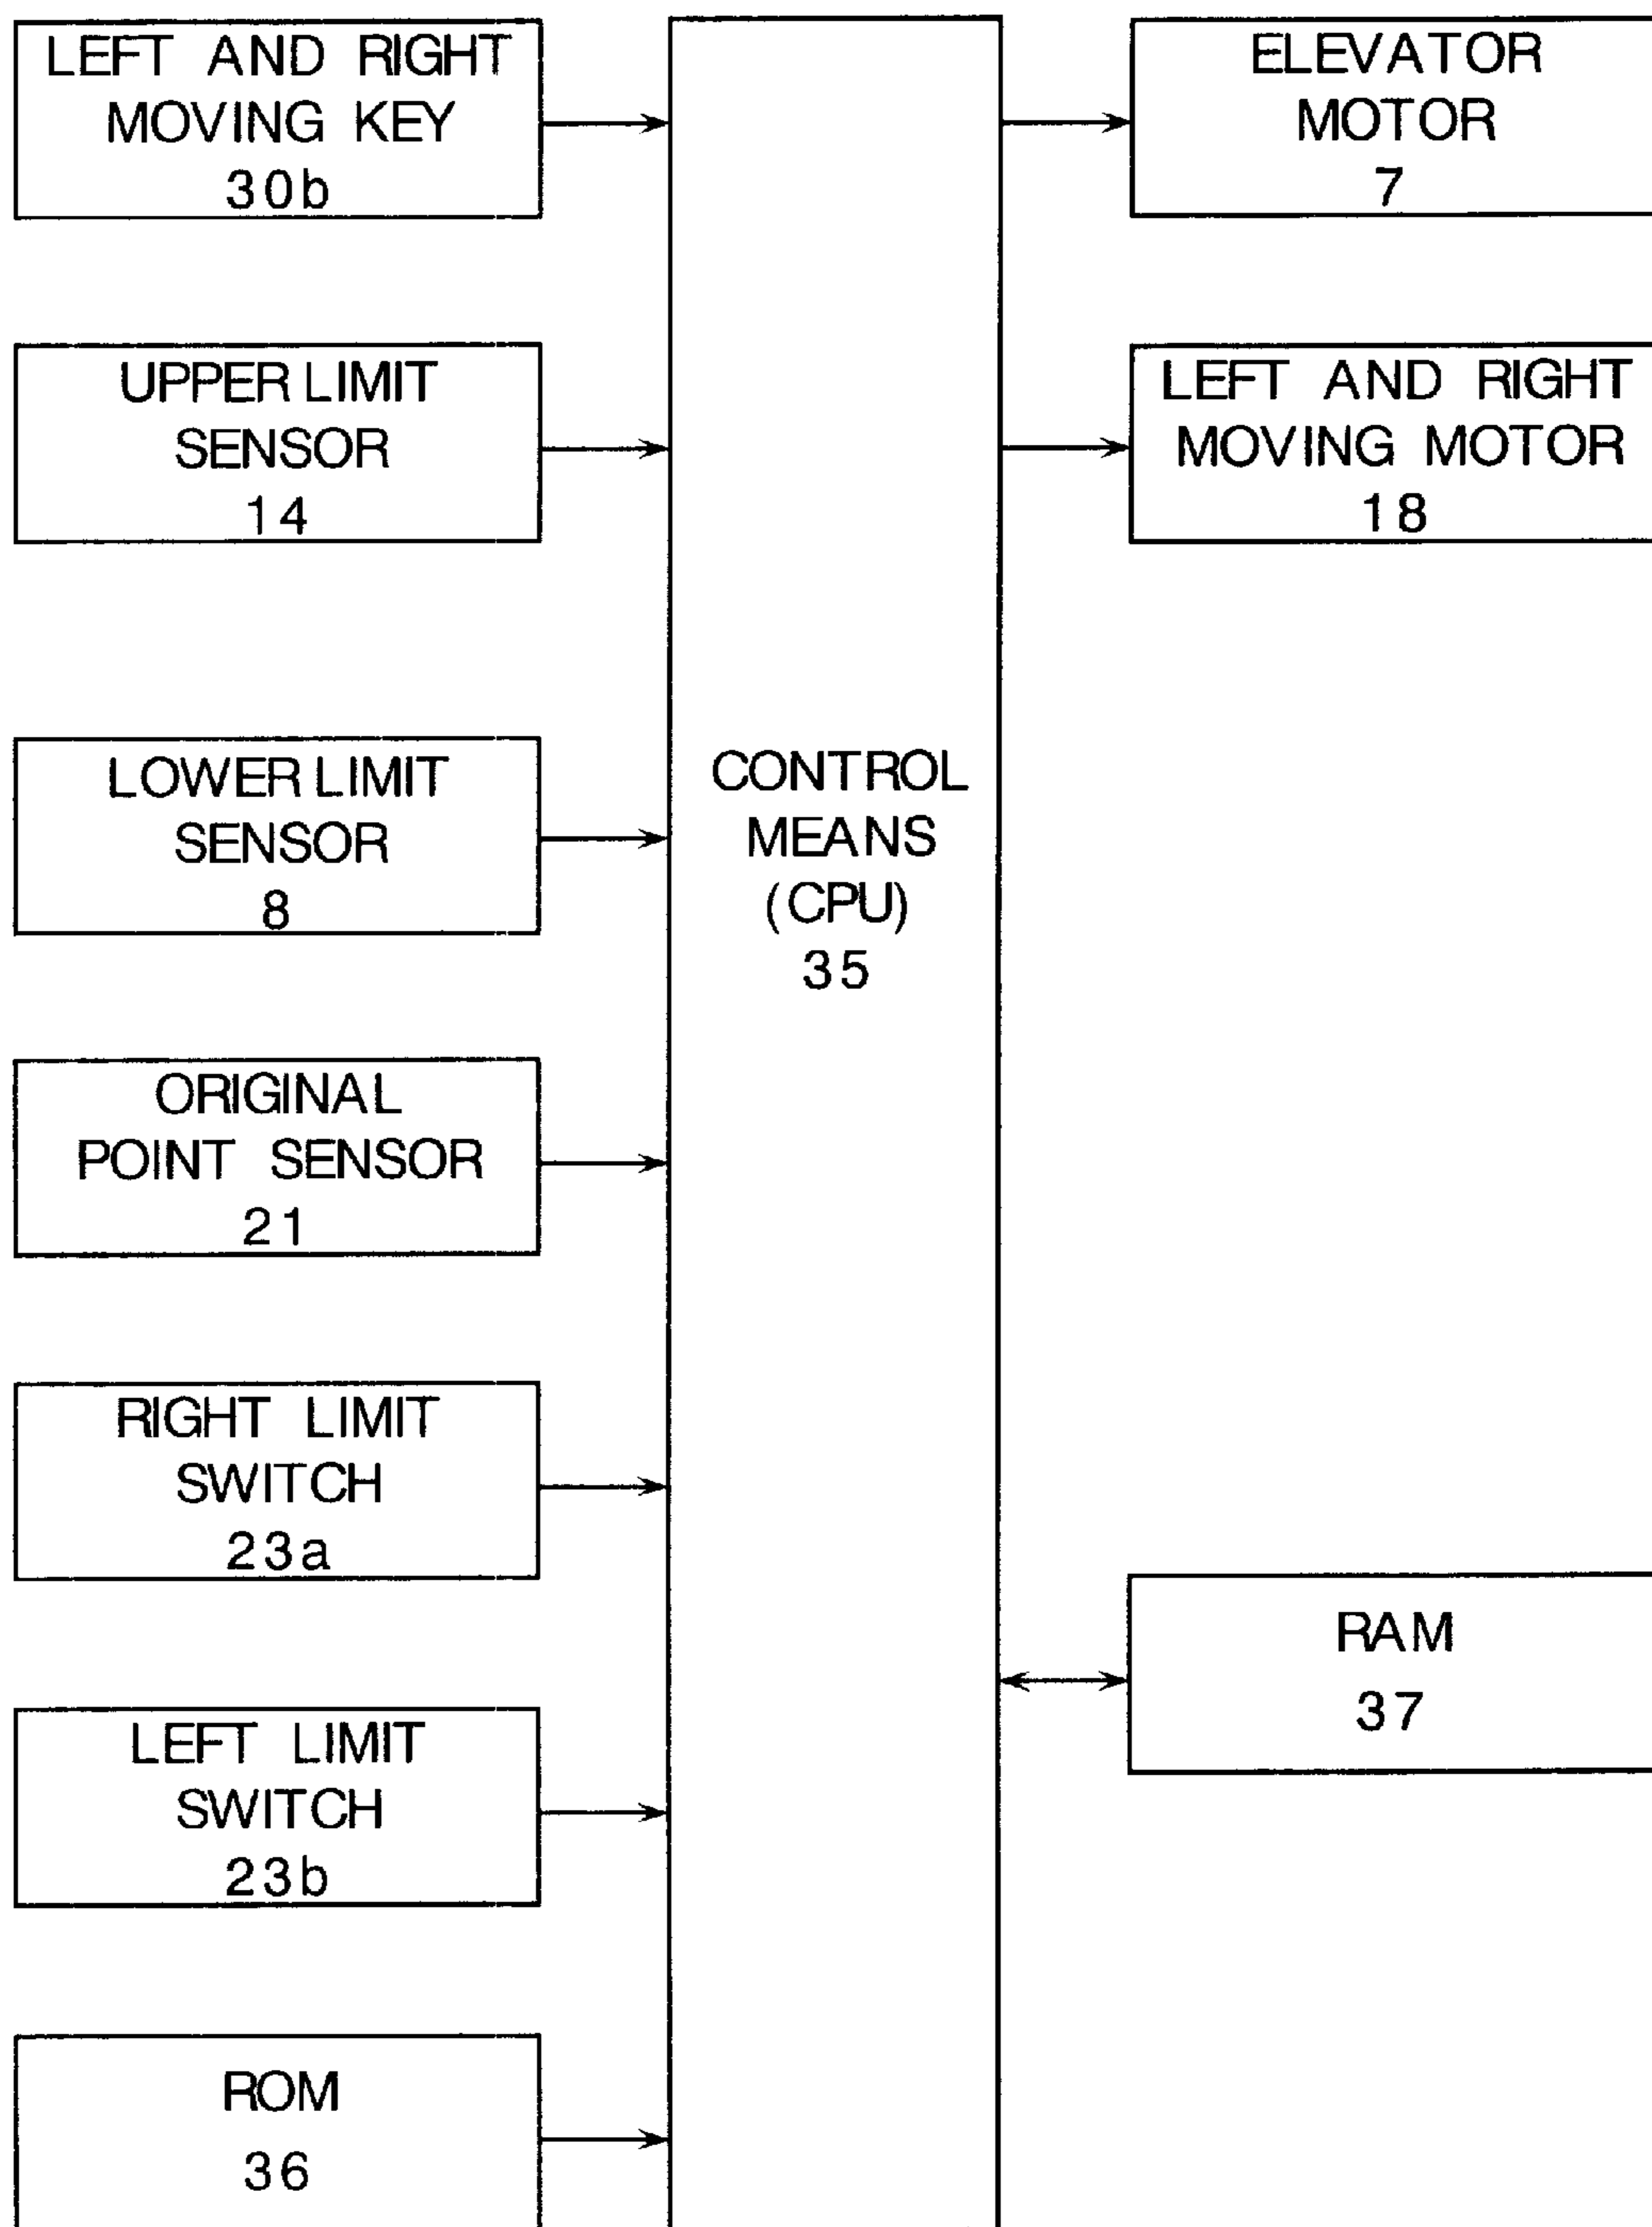 LEFT AND RIGHT
MOVING KEY
30b
UPPER LIMIT
SENSOR
14
LOWER LIMIT
SENSOR
8
ORIGINAL
POINT SENSOR
21
RIGHT LIMIT
SWITCH
23a
LEFT LIMIT
SWITCH
23b
ROM
36
CONTROL
MEANS
(CPU)
35
ELEVATOR
MOTOR
7
LEFT AND RIGHT
MOVING MOTOR
18
RAM
37